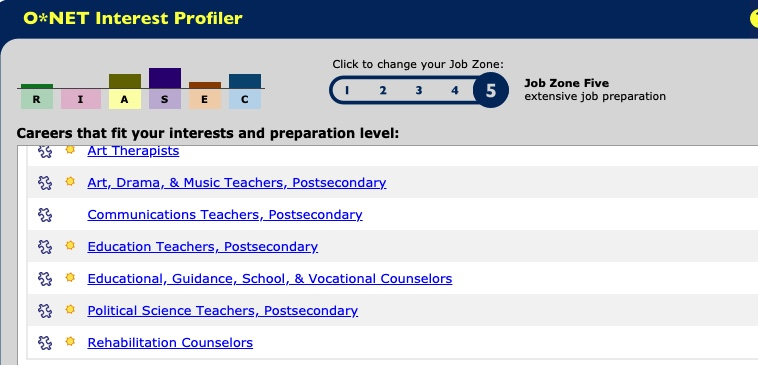 O*NET Interest Profiler
Click to change your Job Zone:
R I A S E C
1 2 3 4 5
Job Zone Five
extensive job preparation
Careers that fit your interests and preparation level:
Art Therapists
Art, Drama, & Music Teachers, Postsecondary
Communications Teachers, Postsecondary
Education Teachers, Postsecondary
Educational, Guidance, School, & Vocational Counselors
Political Science Teachers, Postsecondary
Rehabilitation Counselors